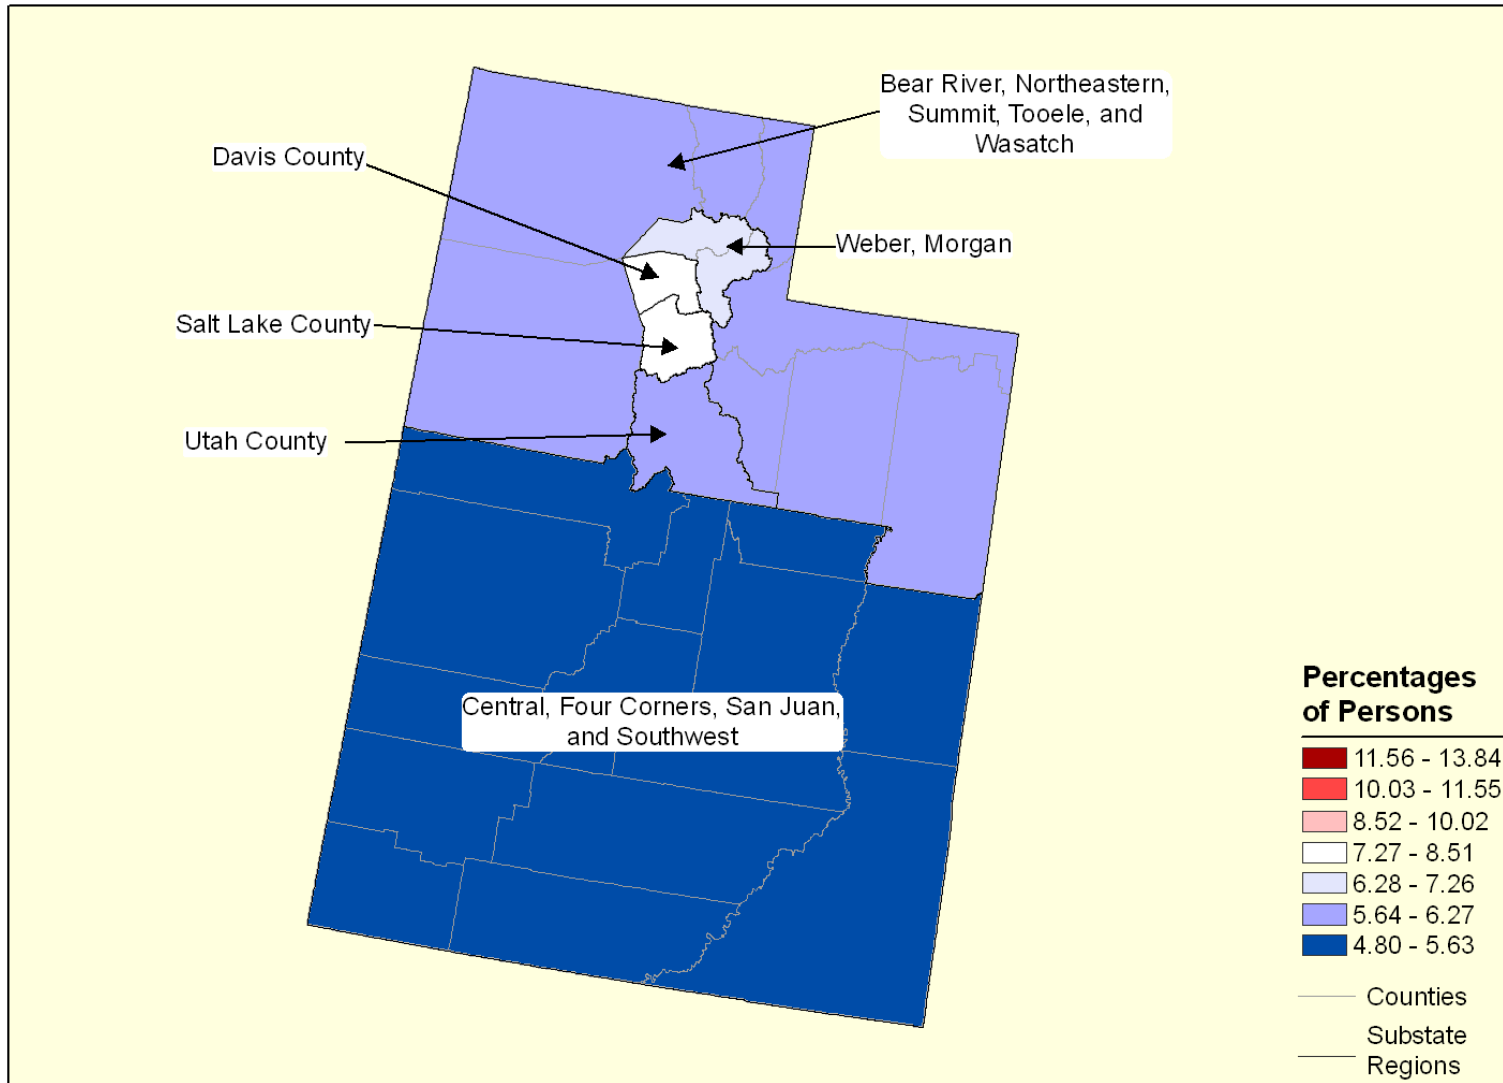 Bear River, Northeastern,
Summit, Tooele, and
Wasatch
Davis County
Weber, Morgan
Salt Lake County
Utah County
Central, Four Corners, San Juan,
and Southwest
Percentages
of Persons
11.56 - 13.84
10.03 - 11.55
8.52 - 10.02
7.27 - 8.51
6.28 - 7.26
5.64 - 6.27
4.80 - 5.63
Counties
Substate
Regions